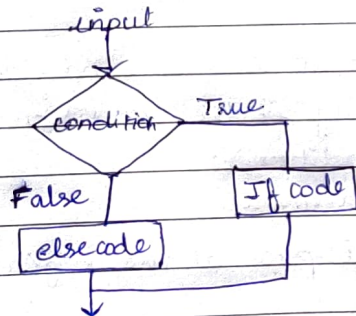 input
condition
True
False
If code
else code